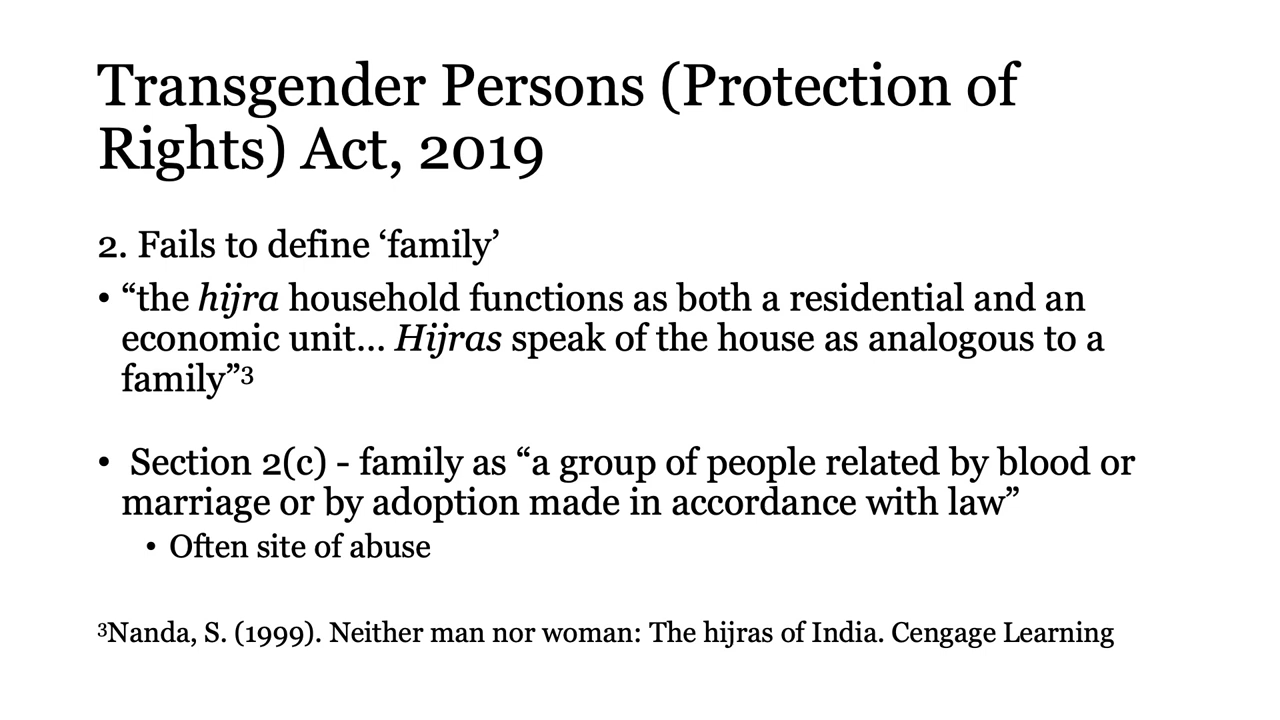 Transgender Persons (Protection of
Rights) Act, 2019
2. Fails to define ‘family’
• “the hijra household functions as both a residential and an
economic unit... Hijras speak of the house as analogous to a
family”³
• Section 2(c) - family as “a group of people related by blood or
marriage or by adoption made in accordance with law”
• Often site of abuse
³Nanda, S. (1999). Neither man nor woman: The hijras of India. Cengage Learning